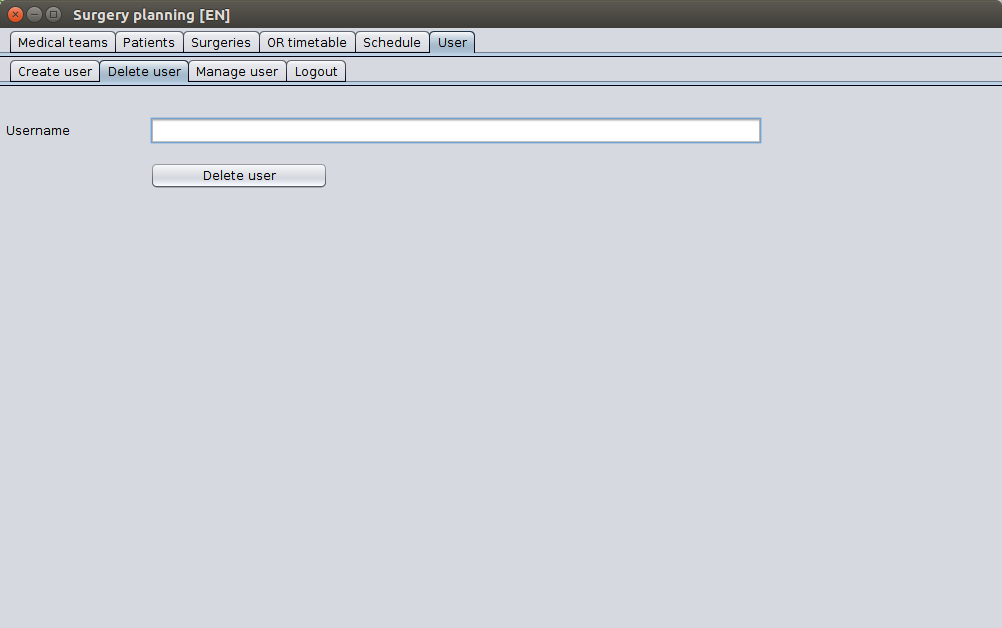 Surgery planning [EN]
Medical teams Patients Surgeries OR timetable Schedule User
Create user Delete user Manage user Logout
Username
Delete user